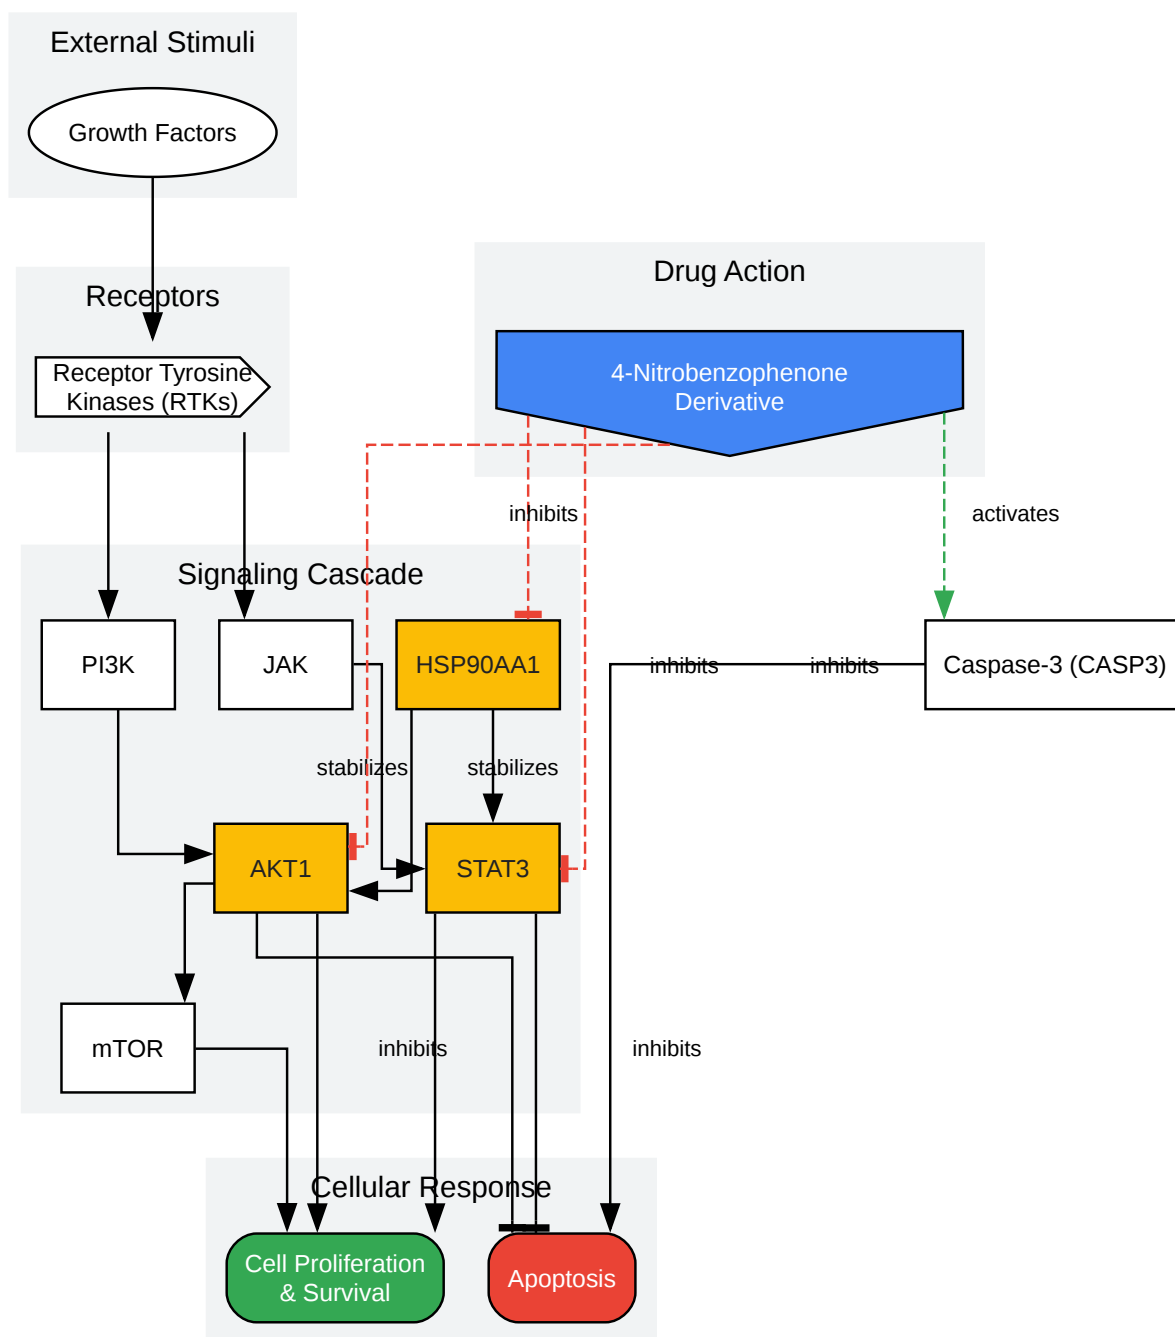 External Stimuli
Growth Factors
Drug Action
Receptors
Receptor Tyrosine
Kinases (RTKs)
4-Nitrobenzophenone
Derivative
inhibits
activates
Signaling Cascade
PI3K
JAK
HSP90AA1
inhibits
inhibits
Caspase-3 (CASP3)
stabilizes
stabilizes
AKT1
STAT3
mTOR
inhibits
inhibits
Cellular Response
Cell Proliferation
& Survival
Apoptosis